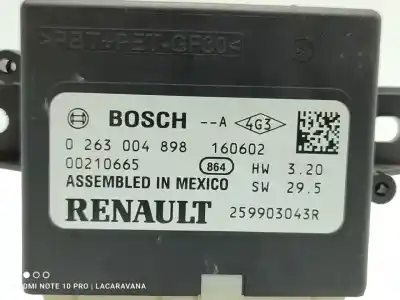 >PBT-PET-GF30<
BOSCH --A 4G3
0 263 004 898 160602
00210665 864 HW 3.20
ASSEMBLED IN MEXICO SW 29.5
RENAULT 259903043R
OMI NOTE 10 PRO | LACARAVANA